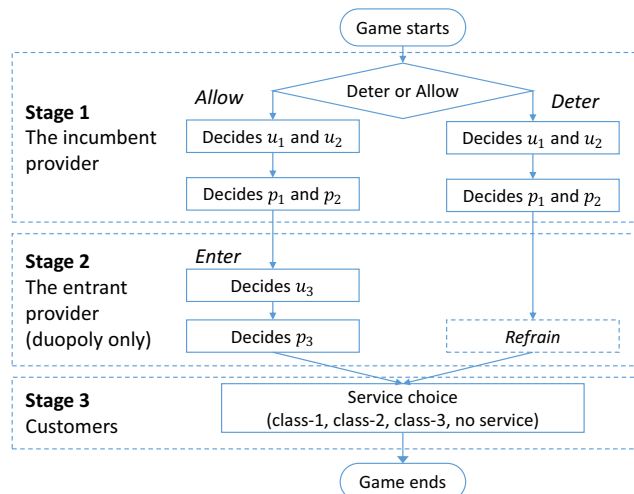 Game starts
Deter or Allow
Allow
Deter
Stage 1
The incumbent
provider
Decides u₁ and u₂
Decides u₁ and u₂
Decides p₁ and p₂
Decides p₁ and p₂
Stage 2
The entrant
provider
(duopoly only)
Enter
Decides u₃
Decides p₃
Refrain
Stage 3
Customers
Service choice
(class-1, class-2, class-3, no service)
Game ends